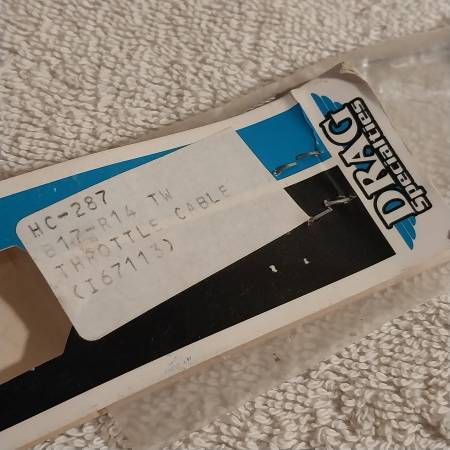 HC-287
B17-R14 TW
THROTTLE CABLE
(I67113)
DRAG
Specialties